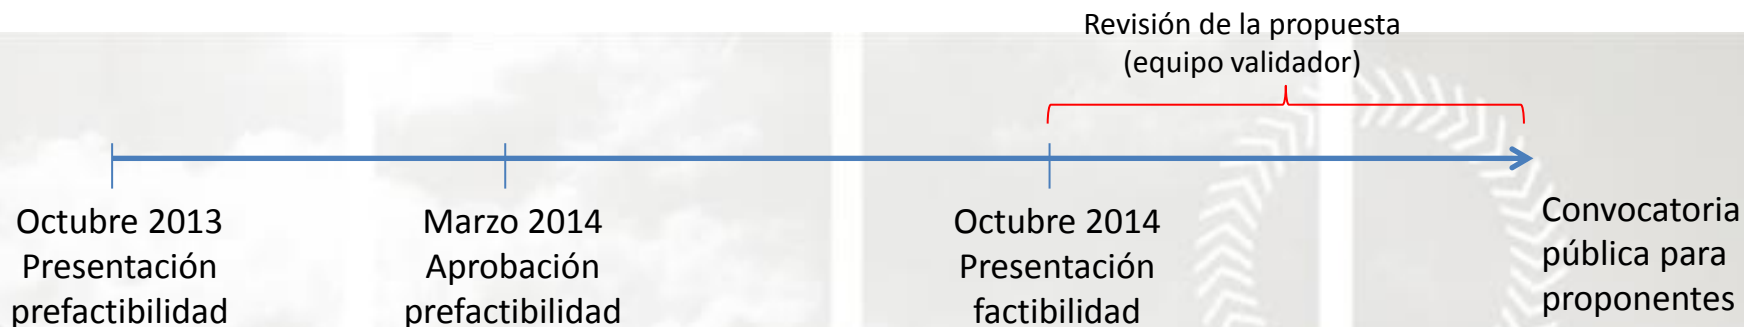 Revisión de la propuesta
(equipo validador)
Octubre 2013
Presentación
prefactibilidad
Marzo 2014
Aprobación
prefactibilidad
Octubre 2014
Presentación
factibilidad
Convocatoria
pública para
proponentes